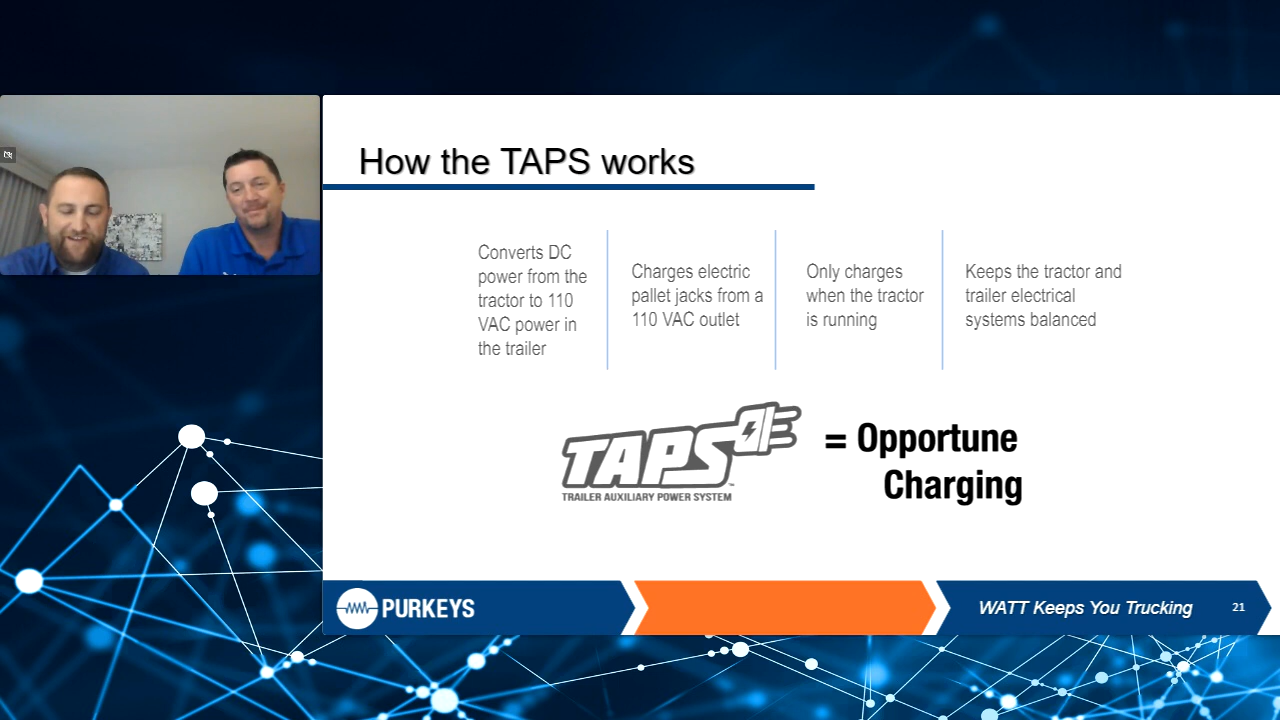 How the TAPS works
Converts DC
power from the
tractor to 110
VAC power in
the trailer
Charges electric
pallet jacks from a
110 VAC outlet
Only charges
when the tractor
is running
Keeps the tractor and
trailer electrical
systems balanced
TAPS™
TRAILER AUXILIARY POWER SYSTEM
= Opportune
Charging
PURKEYS
WATT Keeps You Trucking
21